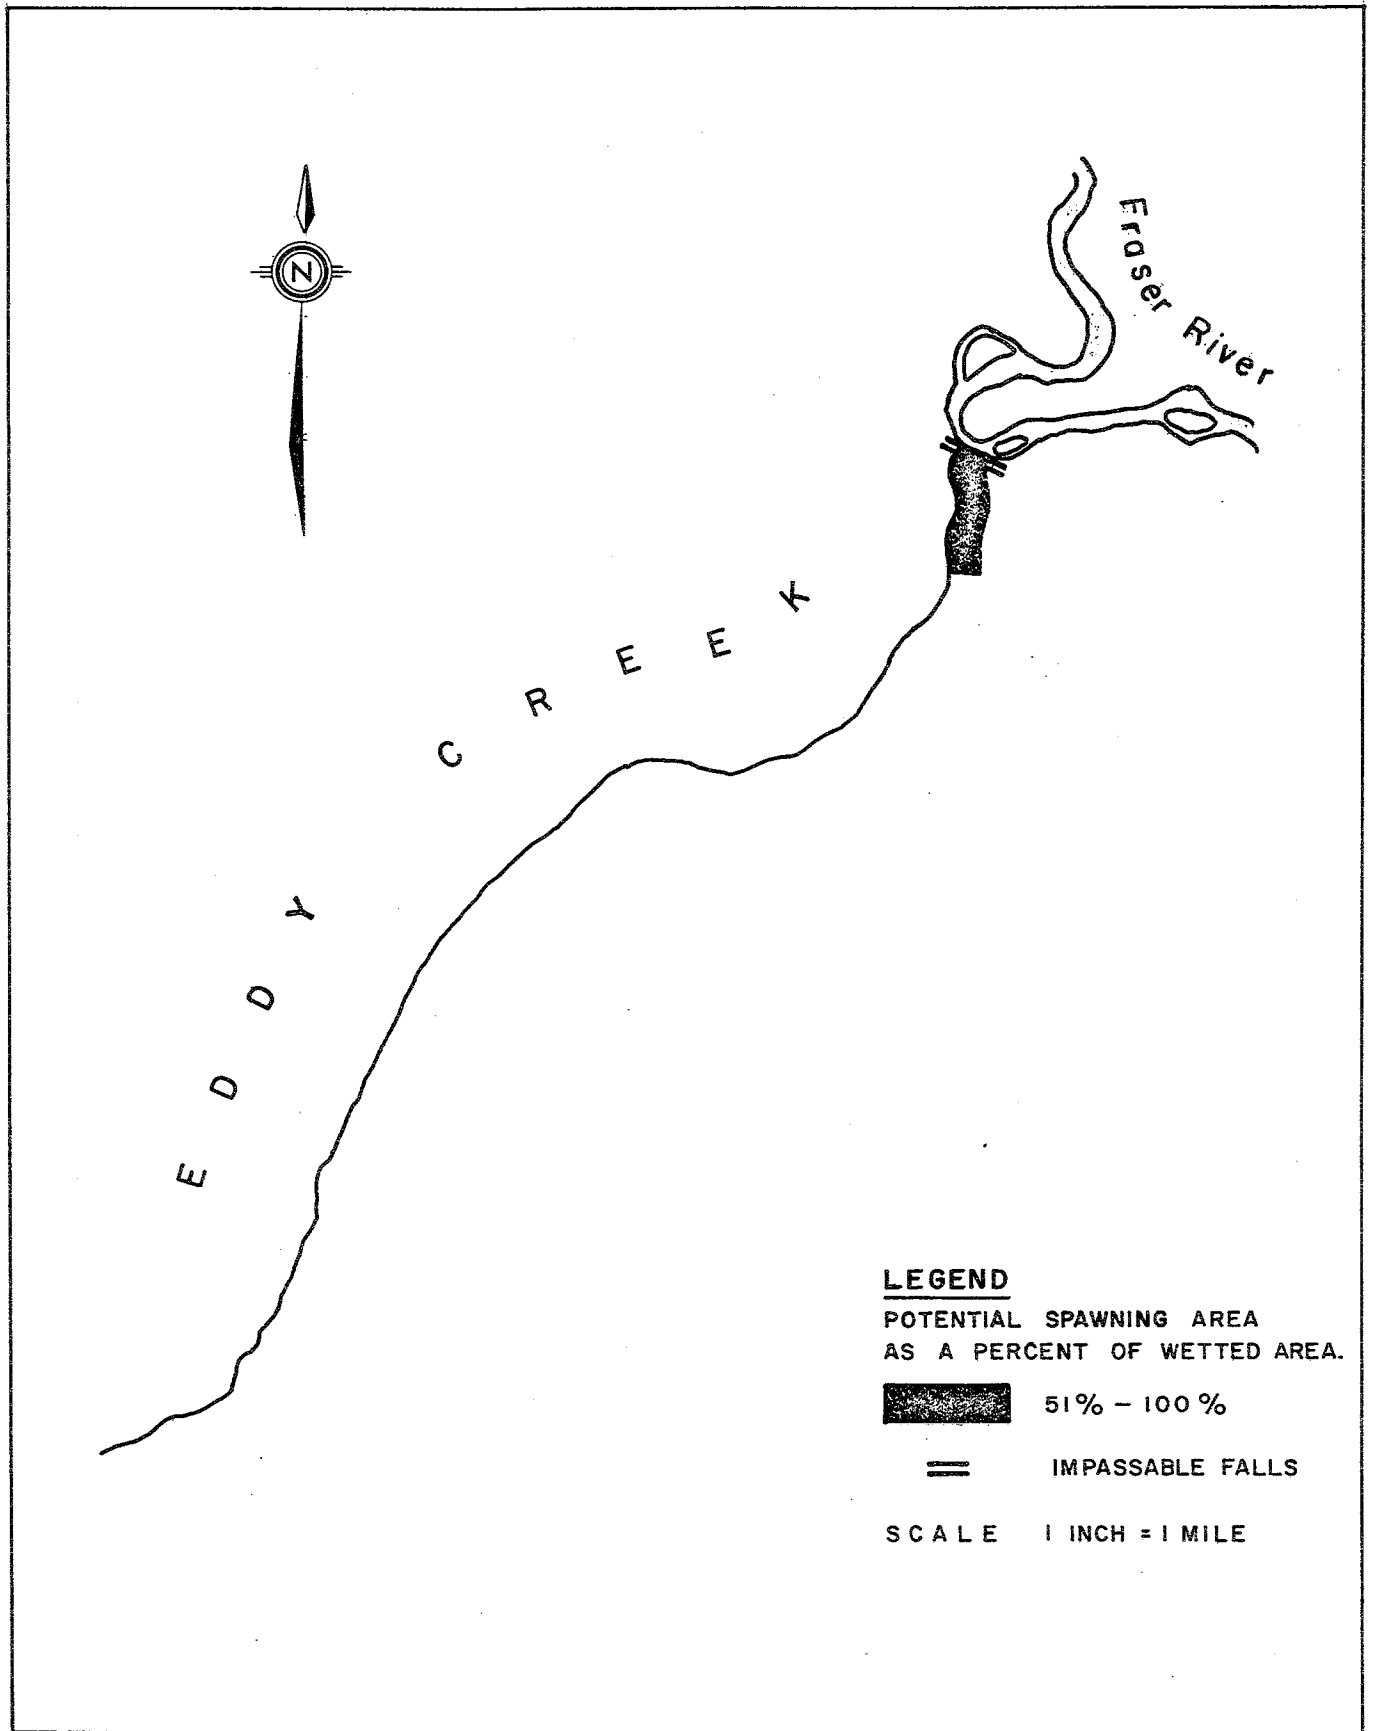 N
Fraser River
EDDY CREEK
LEGEND
POTENTIAL SPAWNING AREA
AS A PERCENT OF WETTED AREA.
51% - 100%
IMPASSABLE FALLS
SCALE 1 INCH = 1 MILE